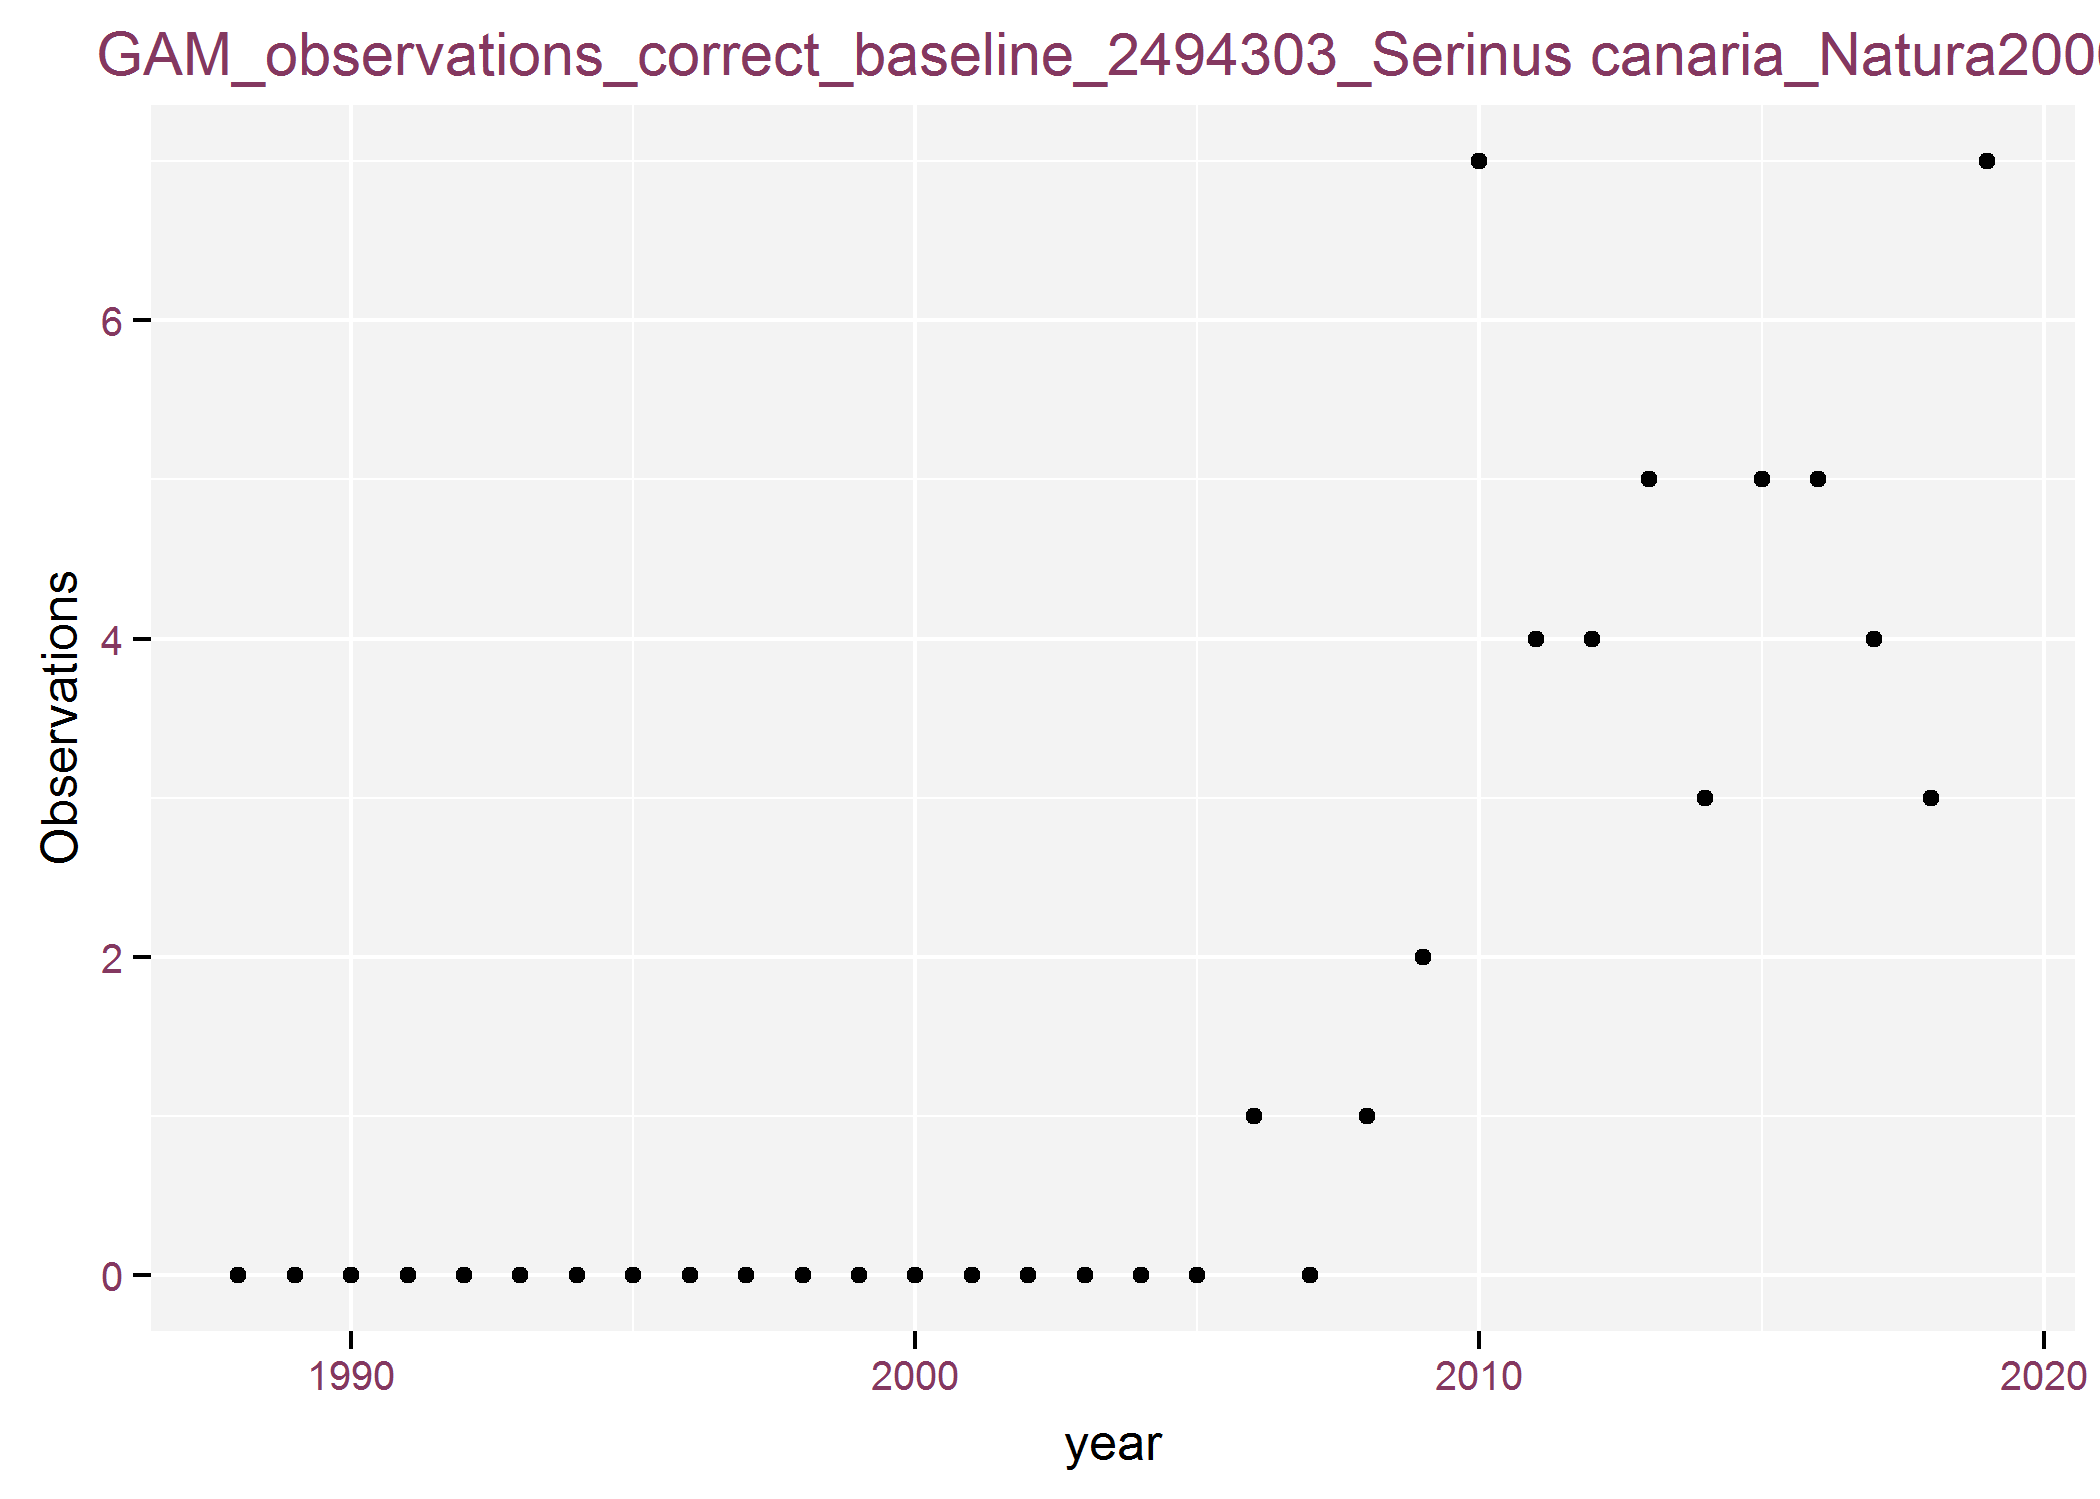 GAM_observations_correct_baseline_2494303_Serinus canaria_Natura200
Observations
6
4
2
0
1990
2000
2010
2020
year